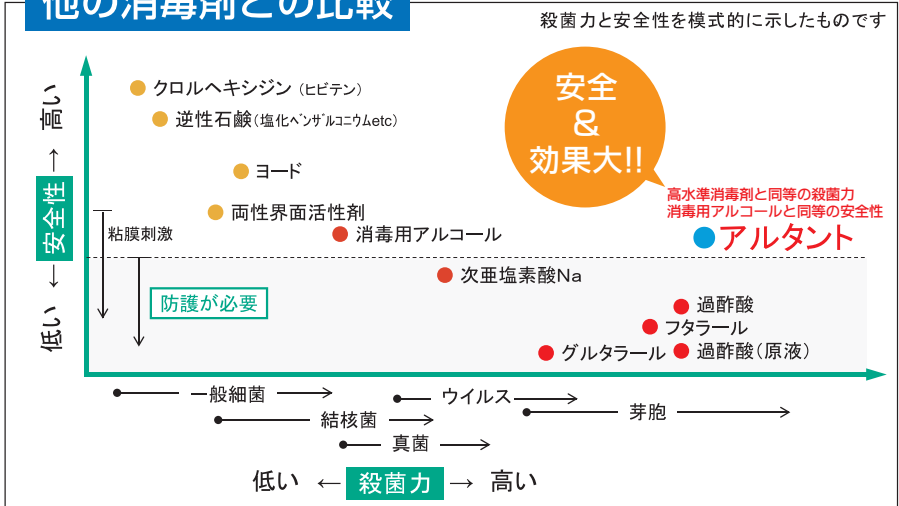 他の消毒剤との比較
殺菌力と安全性を模式的に示したものです
クロルヘキシジン（ヒビテン）
逆性石鹸（塩化ﾍﾞﾝｻﾞﾙｺﾆｳﾑetc）
ヨード
両性界面活性剤
消毒用アルコール
安全
&
効果大!!
高水準消毒剤と同等の殺菌力
消毒用アルコールと同等の安全性
アルタント
高い
→
安全性
←
低い
粘膜刺激
防護が必要
次亜塩素酸Na
過酢酸
フタラール
グルタラール
過酢酸（原液）
一般細菌
ウイルス
結核菌
芽胞
真菌
低い ← 殺菌力 → 高い